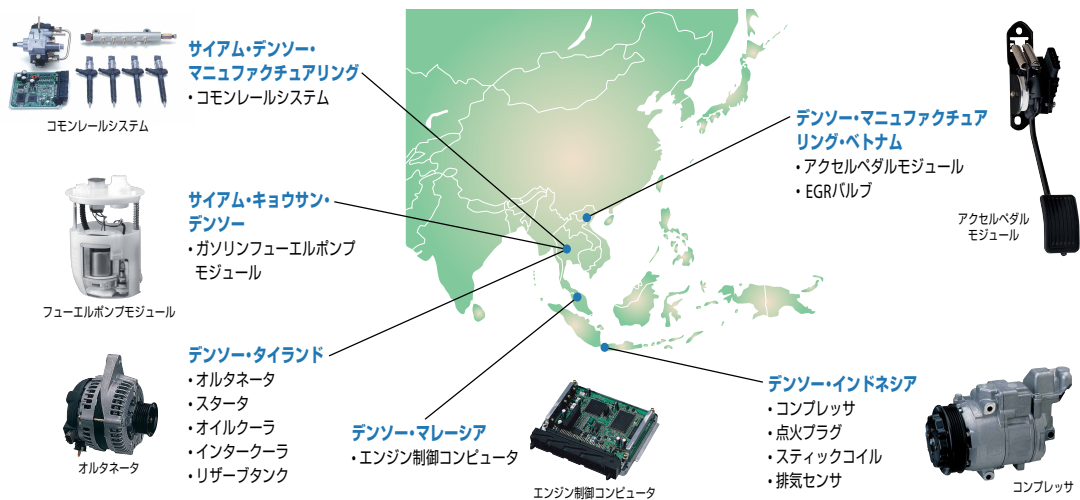 サイアム・デンソー・
マニュファクチュアリング
・コモンレールシステム
コモンレールシステム
サイアム・キョウサン・
デンソー
・ガソリンフューエルポンプ
モジュール
フューエルポンプモジュール
デンソー・タイランド
・オルタネータ
・スタータ
・オイルクーラ
・インタークーラ
・リザーブタンク
オルタネータ
デンソー・マレーシア
・エンジン制御コンピュータ
エンジン制御コンピュータ
デンソー・マニュファクチュア
リング・ベトナム
・アクセルペダルモジュール
・EGRバルブ
アクセルペダル
モジュール
デンソー・インドネシア
・コンプレッサ
・点火プラグ
・スティックコイル
・排気センサ
コンプレッサ